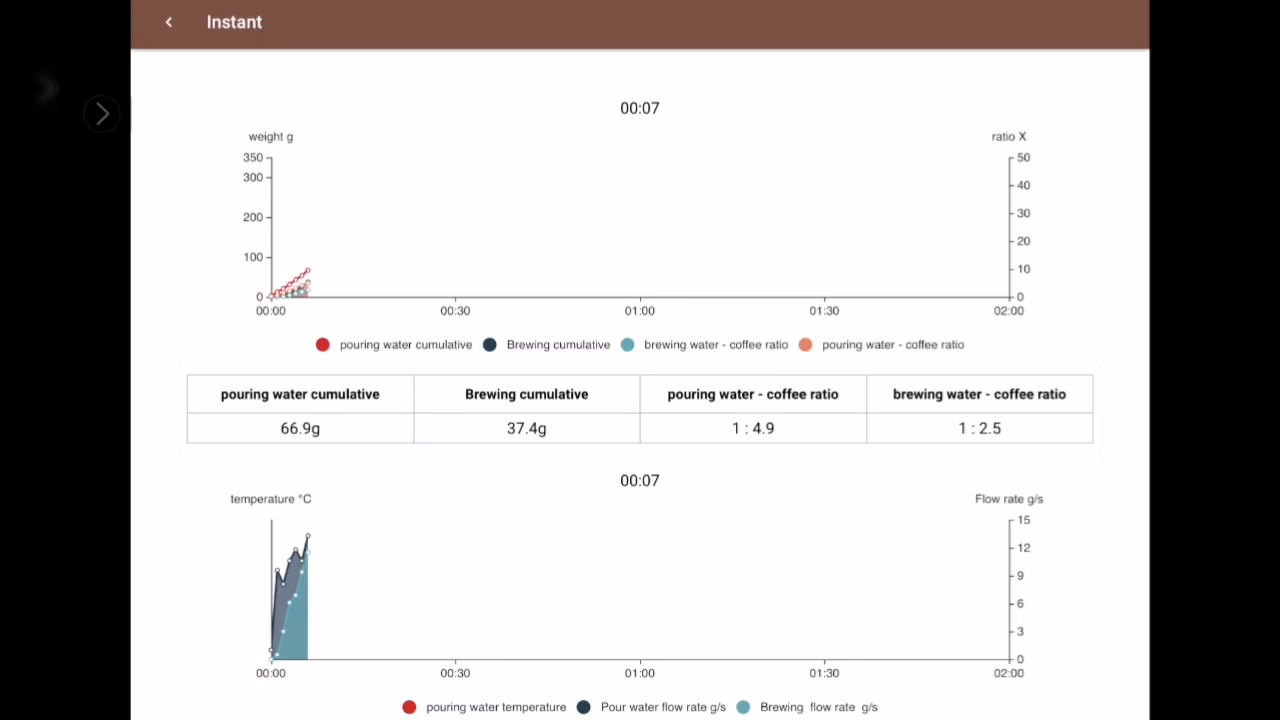 Instant
00:07
weight g
ratio X
350
300
200
100
0
50
40
30
20
10
0
00:00 00:30 01:00 01:30 02:00
pouring water cumulative Brewing cumulative brewing water - coffee ratio pouring water - coffee ratio
pouring water cumulative Brewing cumulative pouring water - coffee ratio brewing water - coffee ratio
66.9g 37.4g 1 : 4.9 1 : 2.5
00:07
temperature °C
Flow rate g/s
15
12
9
6
3
0
00:00 00:30 01:00 01:30 02:00
pouring water temperature Pour water flow rate g/s Brewing flow rate g/s